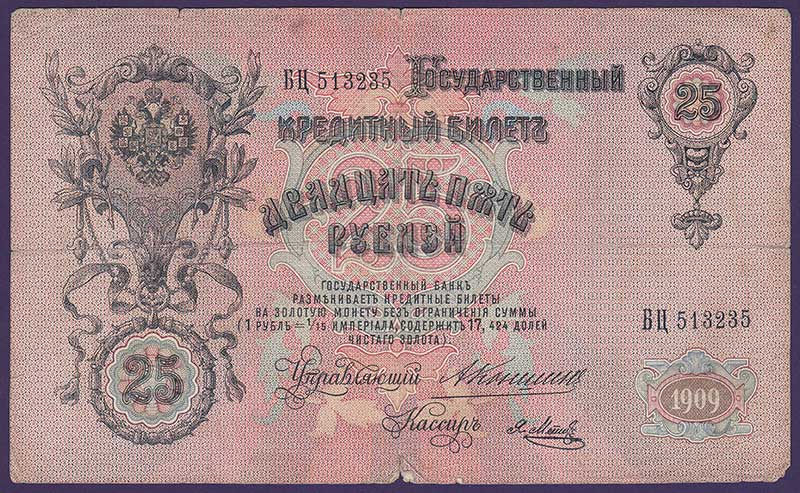 БЦ 513235 Государственный
25
кредитный билетъ
двадцать пять
рублей
ГОСУДАРСТВЕННЫЙ БАНКЪ
РАЗМѢНИВАЕТЪ КРЕДИТНЫЕ БИЛЕТЫ
НА ЗОЛОТУЮ МОНЕТУ БЕЗЪ ОГРАНИЧЕНІЯ СУММЫ
(1 РУБЛЬ = 1/15 ИМПЕРІАЛА, СОДЕРЖИТЪ 17,424 ДОЛЕЙ
ЧИСТАГО ЗОЛОТА).
БЦ 513235
25
25
Управляющій
Кассиръ
1909